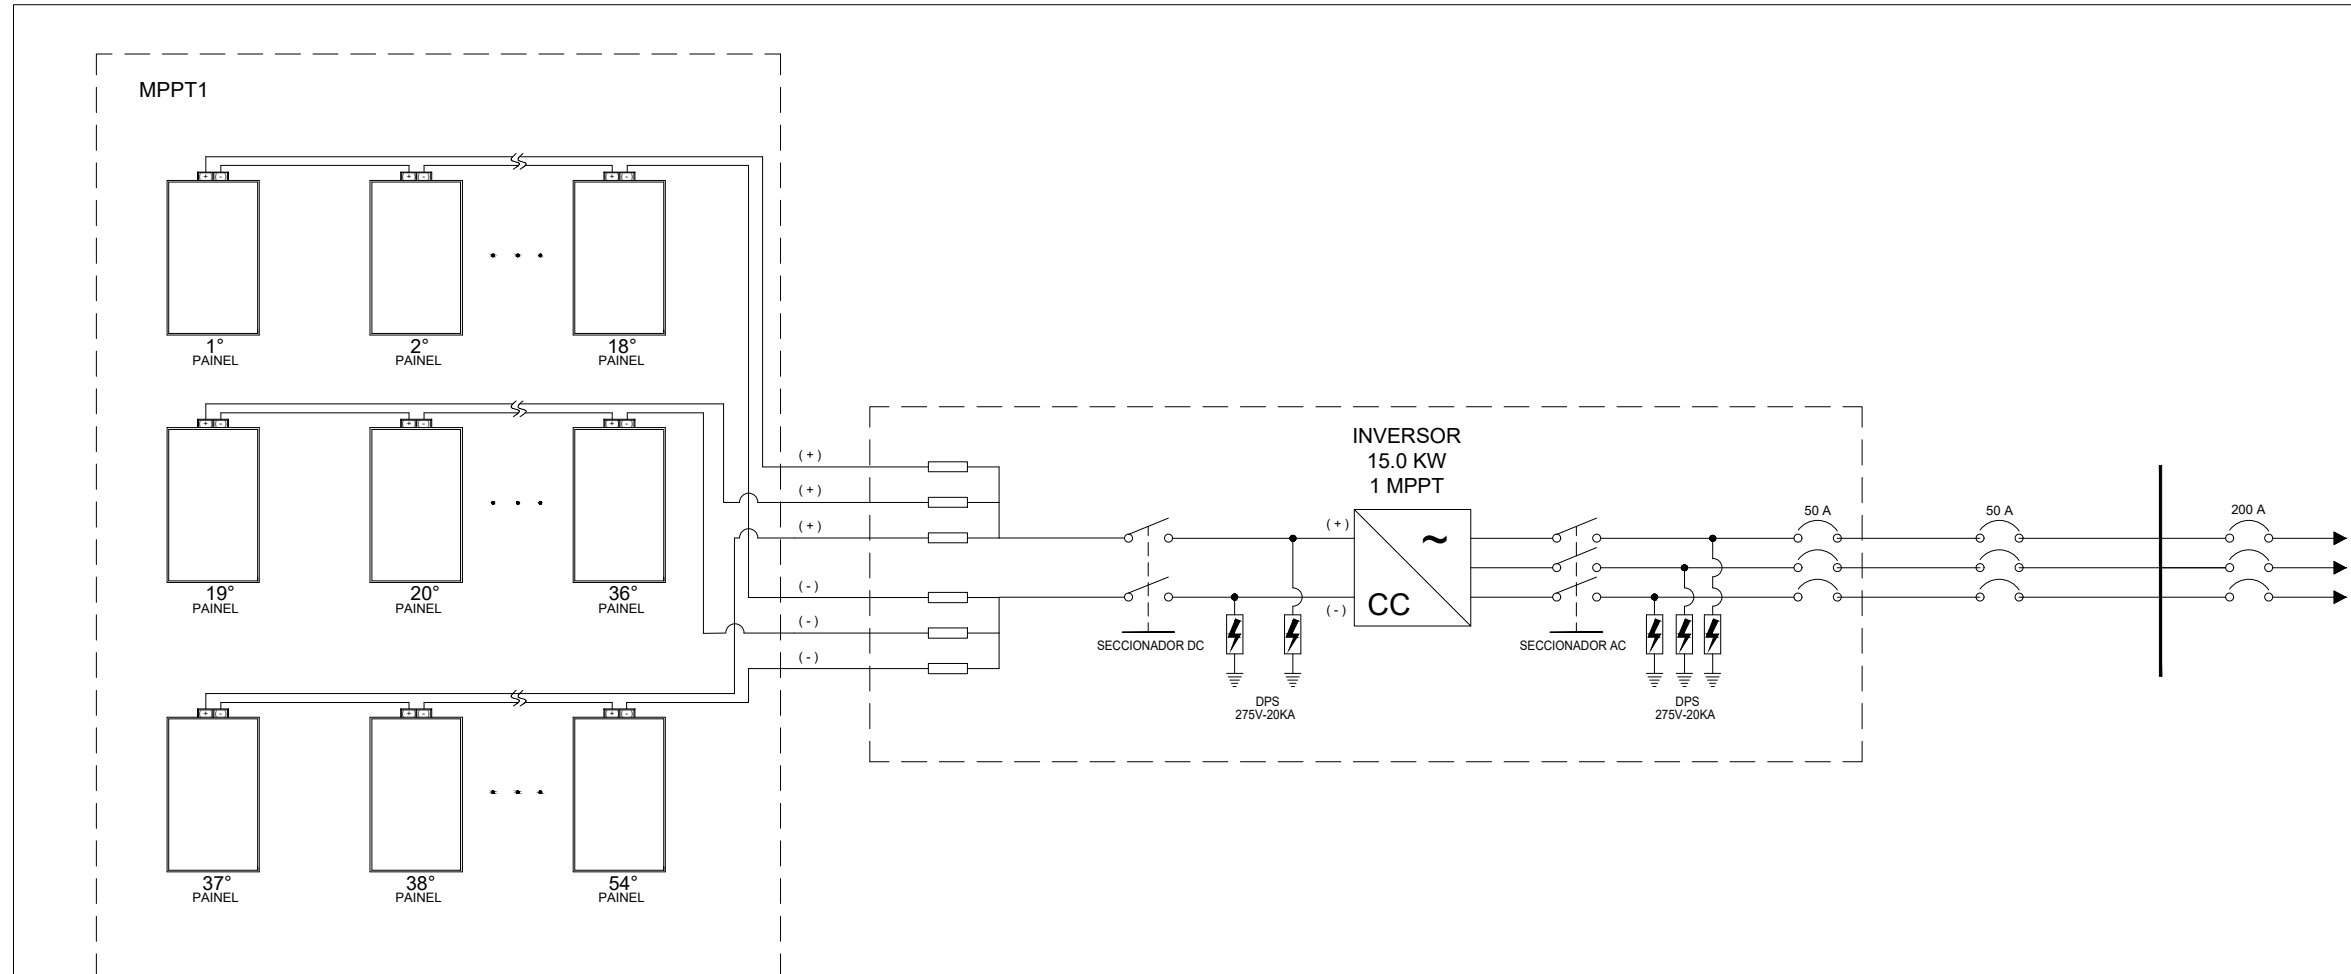 MPPT1
+ -
+ -
+ -
1°
PAINEL
2°
PAINEL
18°
PAINEL
+ -
+ -
+ -
19°
PAINEL
20°
PAINEL
36°
PAINEL
+ -
+ -
+ -
37°
PAINEL
38°
PAINEL
54°
PAINEL
(+)
(+)
(+)
(-)
(-)
(-)
SECCIONADOR DC
DPS
275V-20KA
INVERSOR
15.0 KW
1 MPPT
(+)
(-)
~
CC
SECCIONADOR AC
DPS
275V-20KA
50 A
50 A
200 A